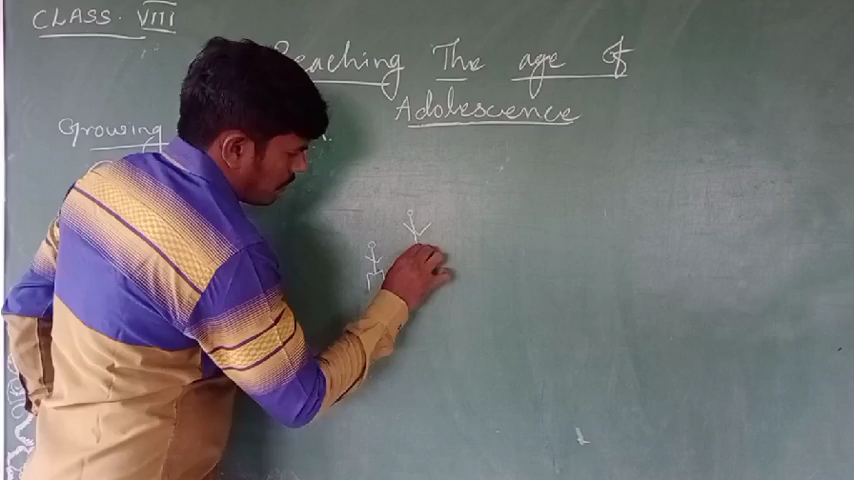 CLASS. VIII
Reaching The age Of
Adolescence
Growing